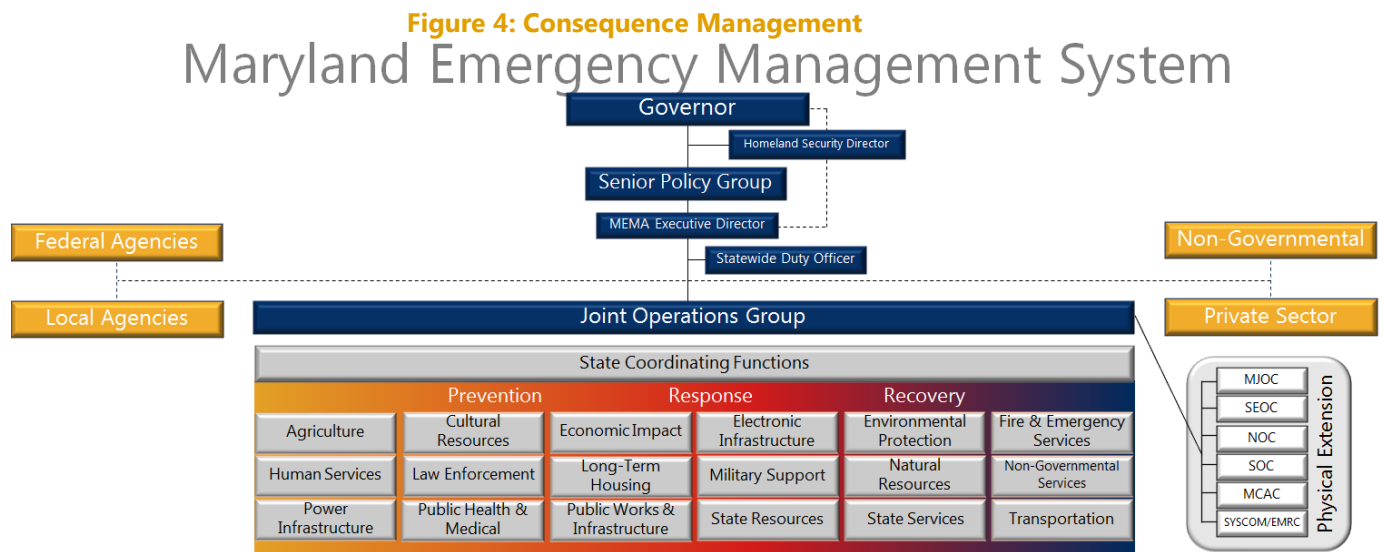 Figure 4: Consequence Management
Maryland Emergency Management System
Governor
Homeland Security Director
Senior Policy Group
MEMA Executive Director
Statewide Duty Officer
Federal Agencies
Local Agencies
Non-Governmental
Private Sector
Joint Operations Group
State Coordinating Functions
Prevention
Response
Recovery
Agriculture
Cultural
Resources
Economic Impact
Electronic
Infrastructure
Environmental
Protection
Fire & Emergency
Services
Human Services
Law Enforcement
Long-Term
Housing
Military Support
Natural
Resources
Non-Governmental
Services
Power
Infrastructure
Public Health &
Medical
Public Works &
Infrastructure
State Resources
State Services
Transportation
MJOC
SEOC
NOC
SOC
MCAC
SYSCOM/EMRC
Physical Extension